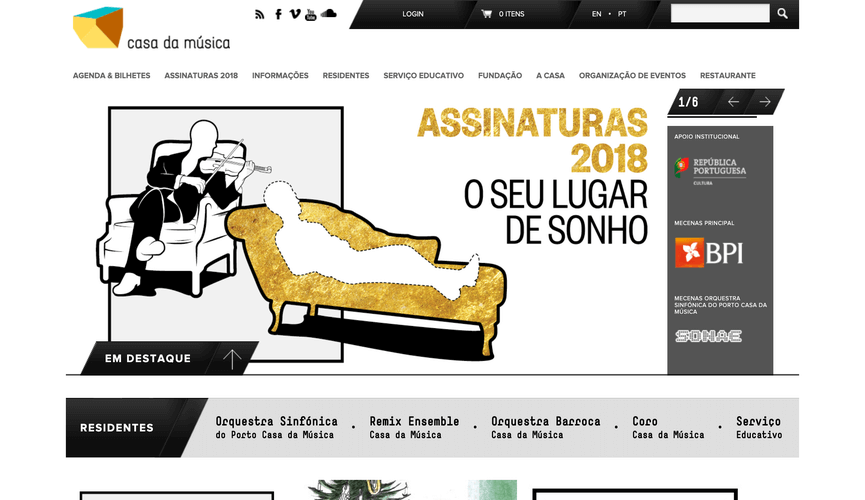 casa da música
LOGIN
0 ITENS
EN • PT
AGENDA & BILHETES
ASSINATURAS 2018
INFORMAÇÕES
RESIDENTES
SERVIÇO EDUCATIVO
FUNDAÇÃO
A CASA
ORGANIZAÇÃO DE EVENTOS
RESTAURANTE
ASSINATURAS
2018
O SEU LUGAR
DE SONHO
1/6
APOIO INSTITUCIONAL
REPÚBLICA
PORTUGUESA
CULTURA
MECENAS PRINCIPAL
BPI
MECENAS ORQUESTRA
SINFÓNICA DO PORTO CASA DA
MÚSICA
SONAE
EM DESTAQUE
RESIDENTES
Orquestra Sinfónica
do Porto Casa da Música
•
Remix Ensemble
Casa da Música
•
Orquestra Barroca
Casa da Música
•
Coro
Casa da Música
•
Serviço
Educativo